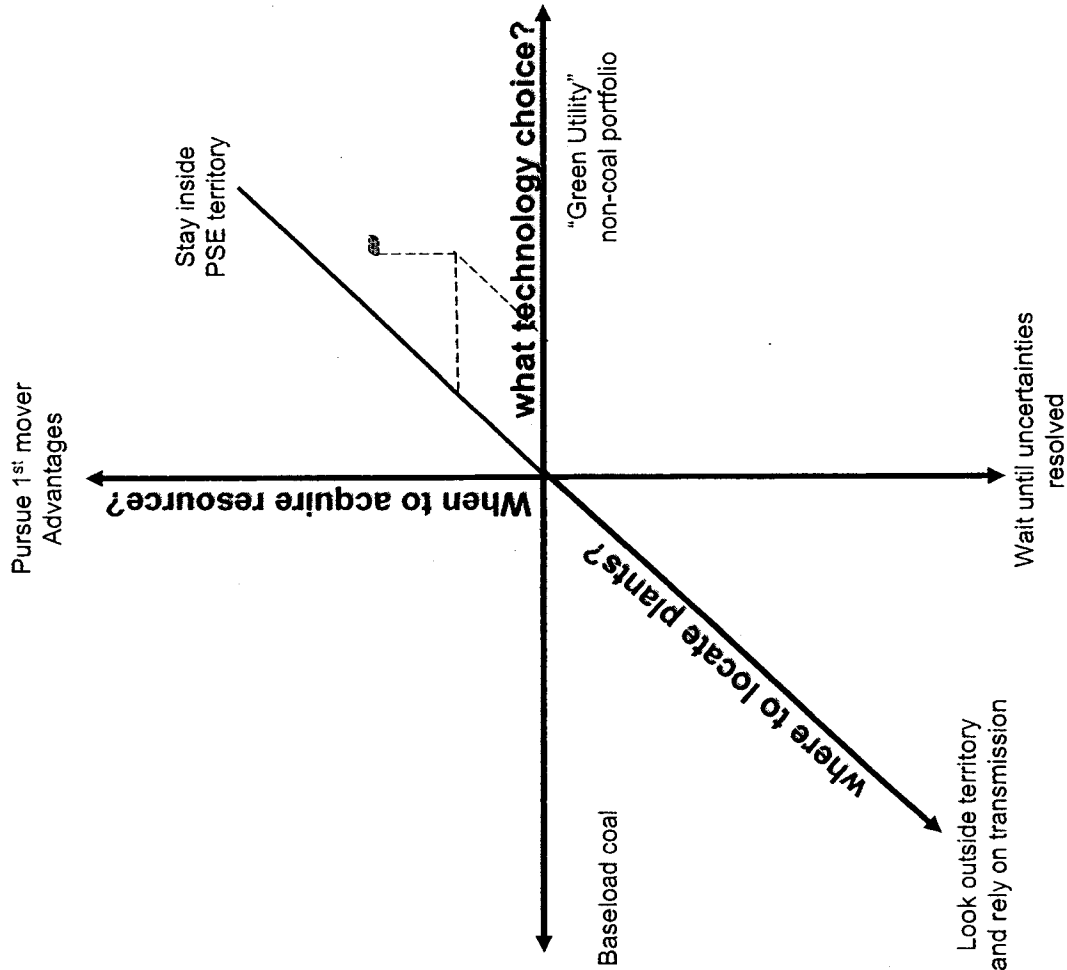 Pursue 1st mover
Advantages
When to acquire resource?
Stay inside
PSE territory
what technology choice?
"Green Utility"
non-coal portfolio
where to locate plants?
Baseload coal
Look outside territory
and rely on transmission
Wait until uncertainties
resolved